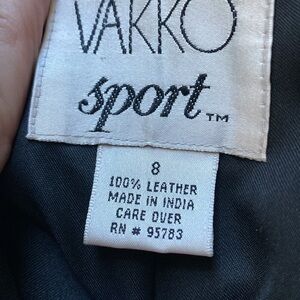 VAKKO
sport™
8
100% LEATHER
MADE IN INDIA
CARE OVER
RN # 95783